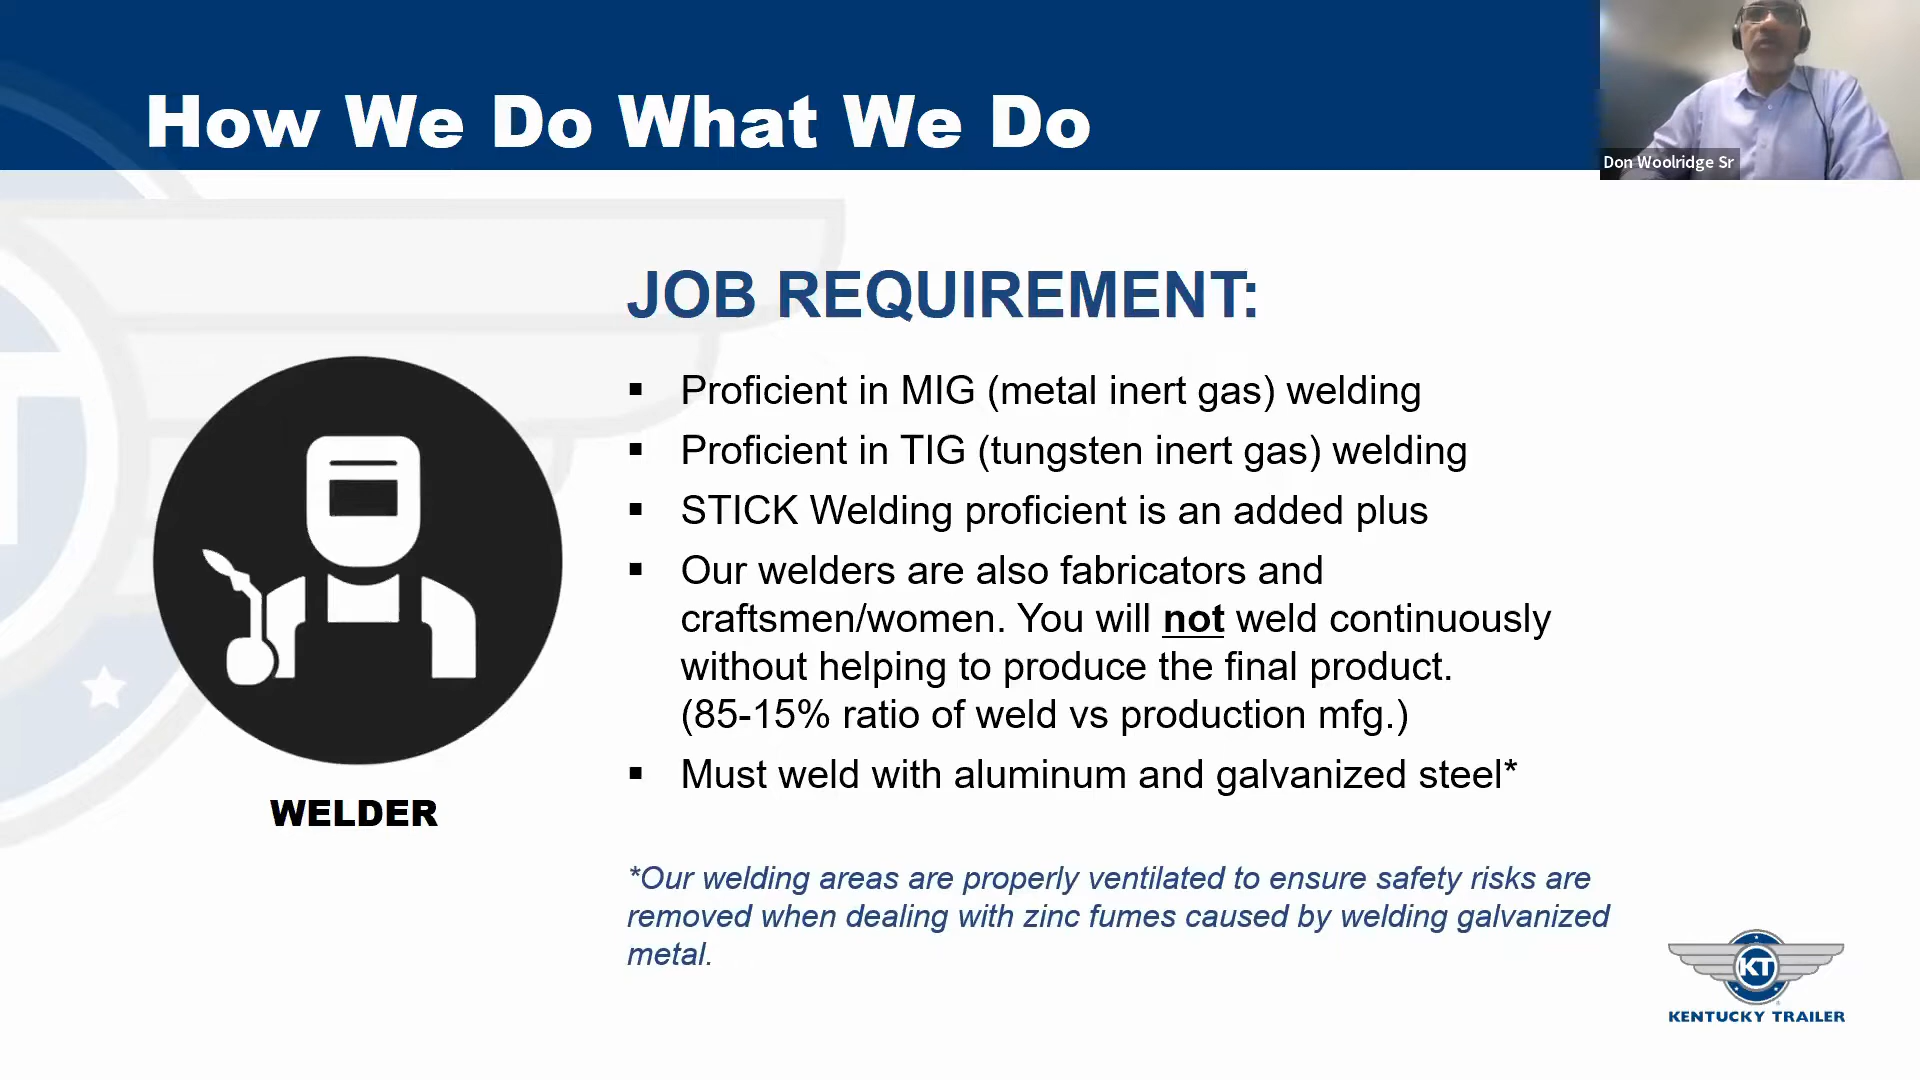 How We Do What We Do
Don Woolridge Sr
JOB REQUIREMENT:
▪ Proficient in MIG (metal inert gas) welding
▪ Proficient in TIG (tungsten inert gas) welding
▪ STICK Welding proficient is an added plus
▪ Our welders are also fabricators and
craftsmen/women. You will not weld continuously
without helping to produce the final product.
(85-15% ratio of weld vs production mfg.)
▪ Must weld with aluminum and galvanized steel*
WELDER
*Our welding areas are properly ventilated to ensure safety risks are
removed when dealing with zinc fumes caused by welding galvanized
metal.
KT
KENTUCKY TRAILER